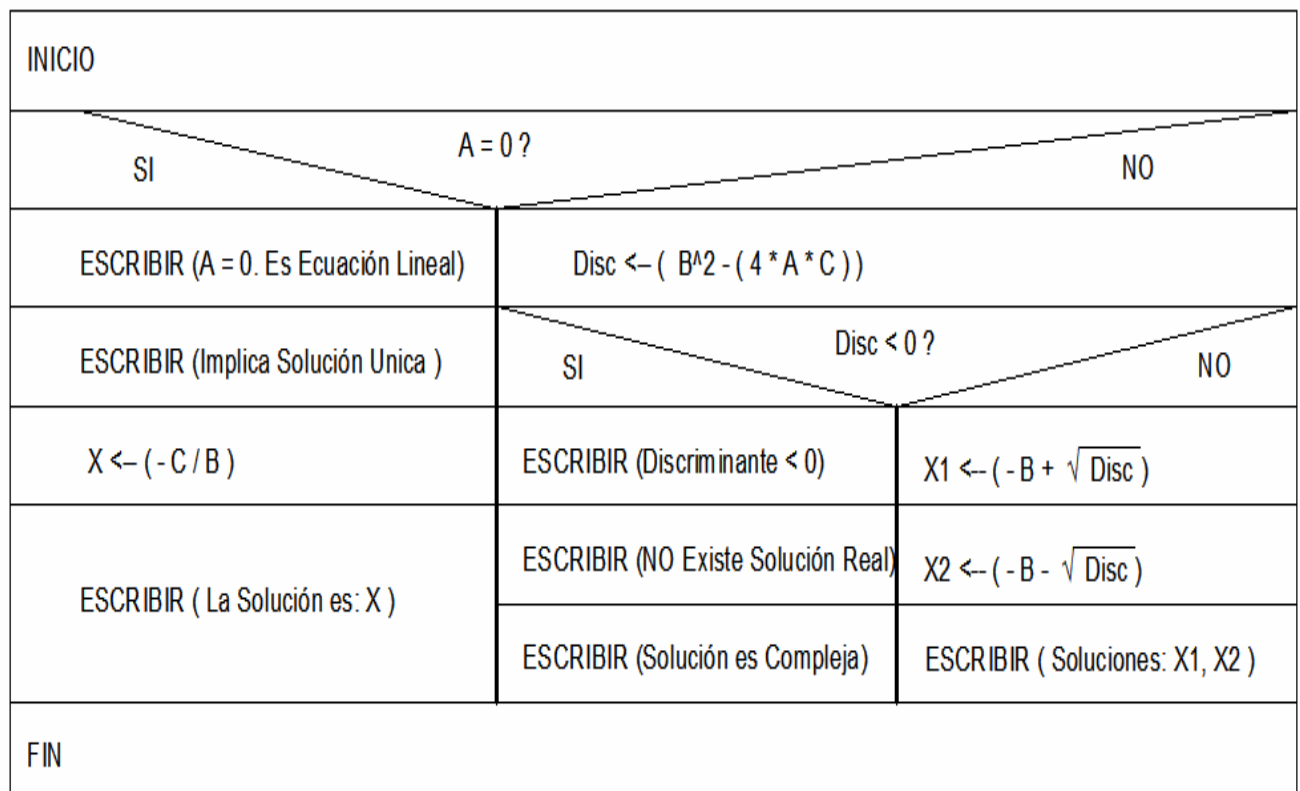 INICIO
A = 0 ?
SI
NO
ESCRIBIR (A = 0. Es Ecuación Lineal)
Disc <-- ( B^2 - ( 4 * A * C ) )
ESCRIBIR (Implica Solución Unica )
Disc < 0 ?
SI
NO
X <-- ( - C / B )
ESCRIBIR (Discriminante < 0)
X1 <-- ( - B + √ Disc )
ESCRIBIR (NO Existe Solución Real)
X2 <-- ( - B - √ Disc )
ESCRIBIR ( La Solución es: X )
ESCRIBIR (Solución es Compleja)
ESCRIBIR ( Soluciones: X1, X2 )
FIN